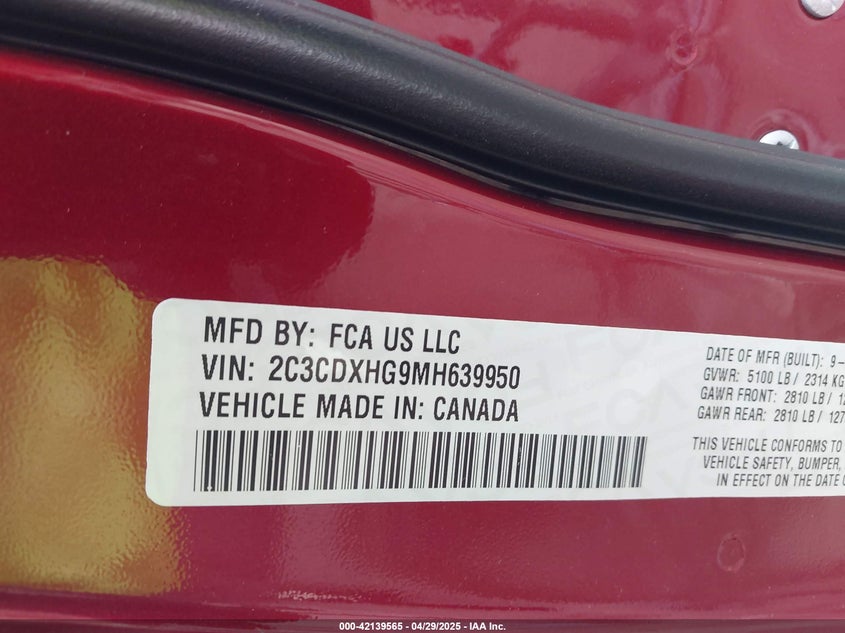 MFD BY: FCA US LLC
VIN: 2C3CDXHG9MH639950
VEHICLE MADE IN: CANADA
DATE OF MFR (BUILT): 9-
GVWR: 5100 LB / 2314 KG
GAWR FRONT: 2810 LB / 12
GAWR REAR: 2810 LB / 127
THIS VEHICLE CONFORMS TO
VEHICLE SAFETY, BUMPER,
IN EFFECT ON THE DATE O
000-42139565 - 04/29/2025 - IAA Inc.